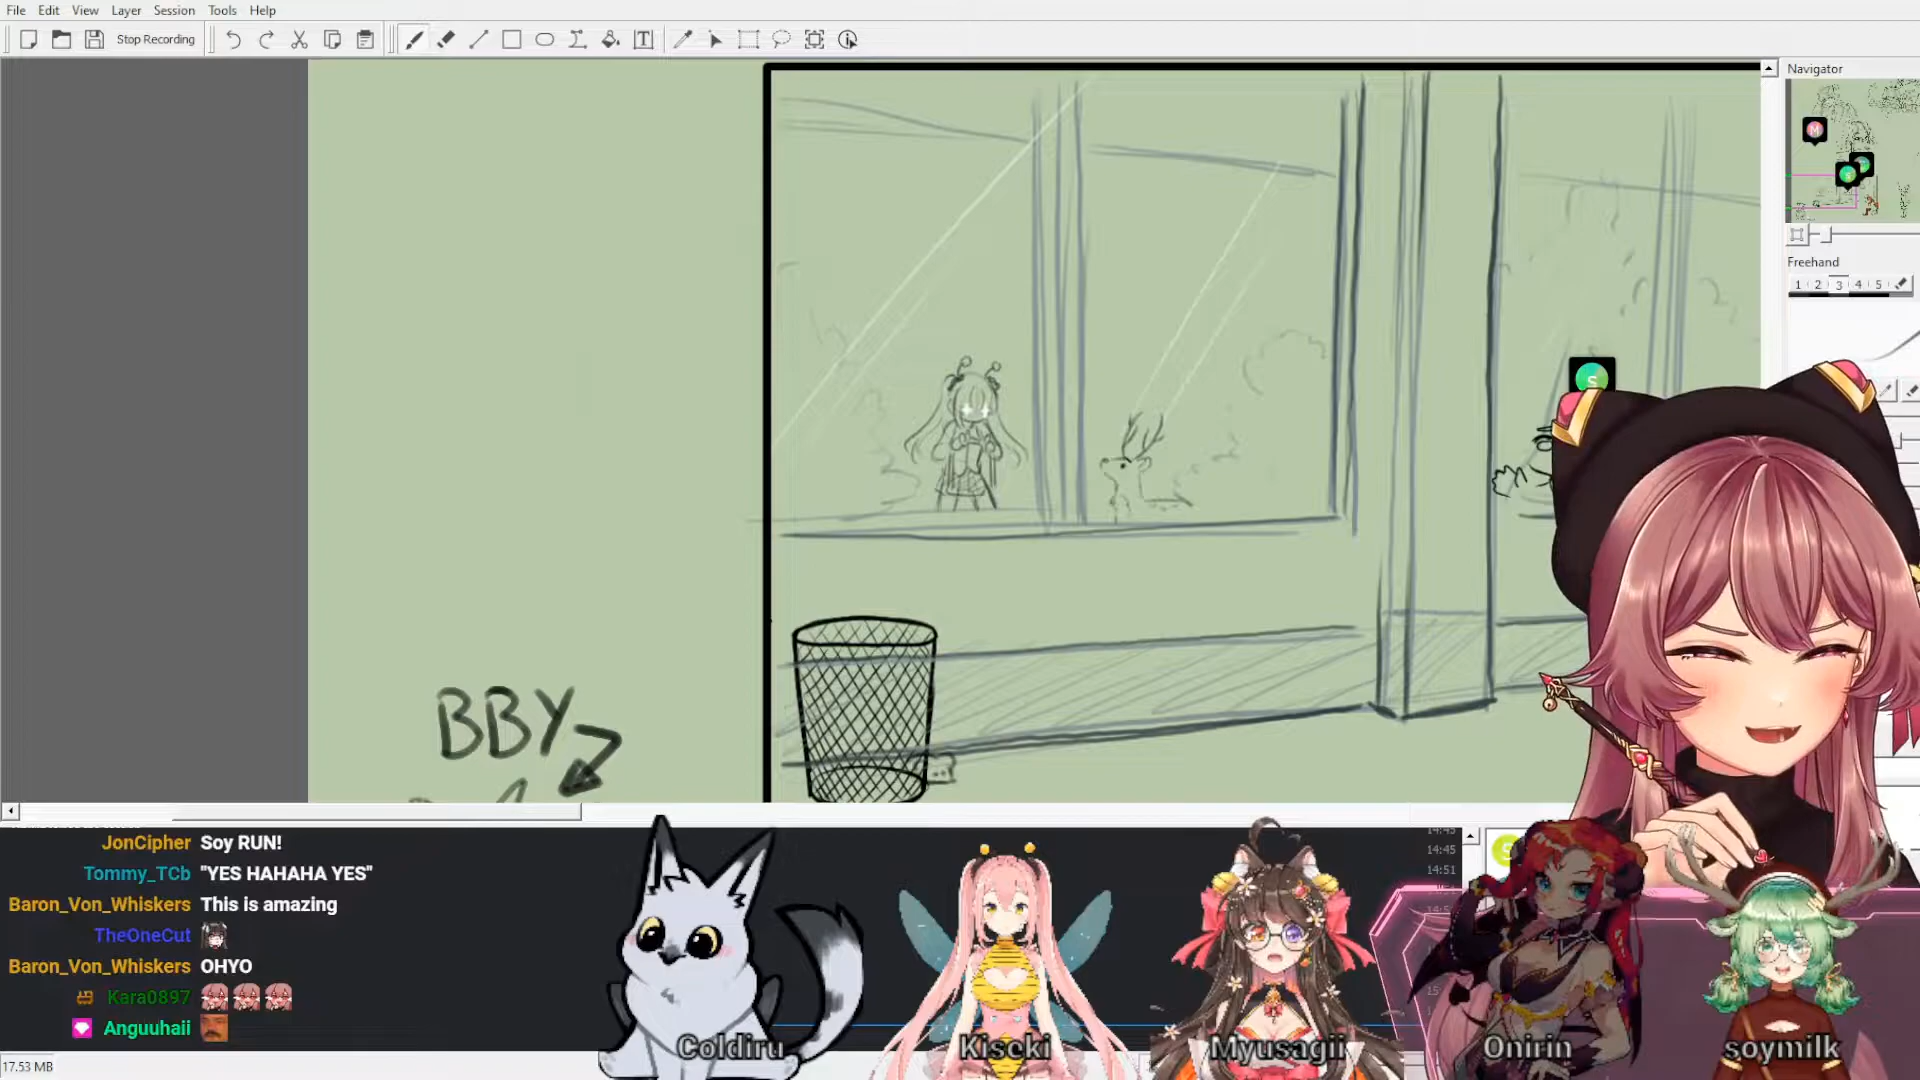 File Edit View Layer Session Tools Help
Stop Recording
Navigator
M
S
Freehand
1 2 3 4 5
S
BBY
JonCipher Soy RUN!
Tommy_TCb "YES HAHAHA YES"
Baron_Von_Whiskers This is amazing
TheOneCut
Baron_Von_Whiskers OHYO
Kara0897
Anguuhaii
14:45
14:45
14:51
Coldiru
Kiseki
Myusagii
Onirin
soymilk
17.53 MB